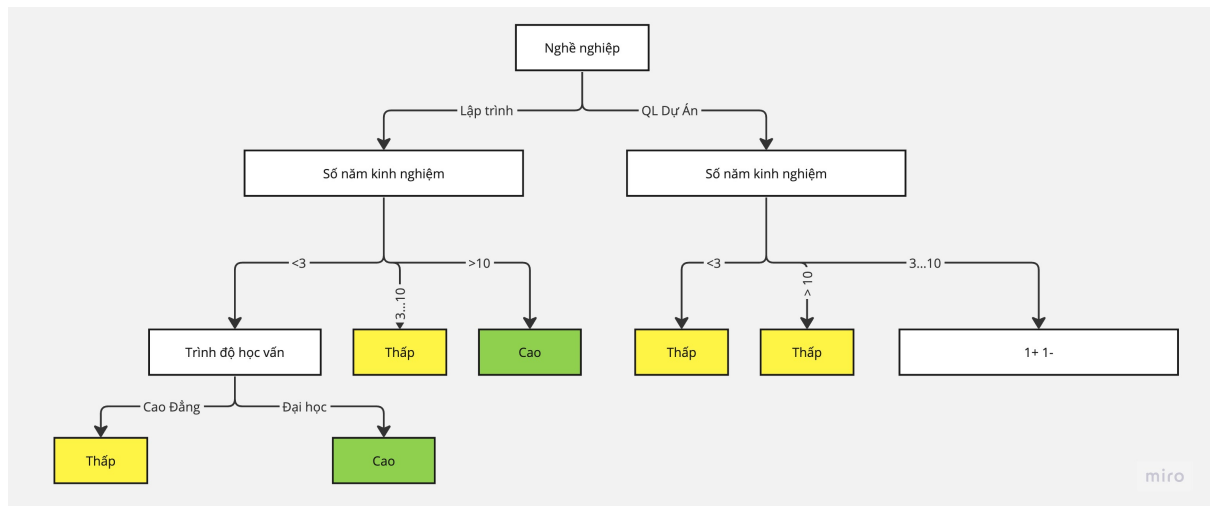 Nghề nghiệp
Lập trình
QL Dự Án
Số năm kinh nghiệm
Số năm kinh nghiệm
<3
>10
<3
3...10
3...10
> 10
Trình độ học vấn
Thấp
Cao
Thấp
Thấp
1+ 1-
Cao Đẳng
Đại học
Thấp
Cao
miro